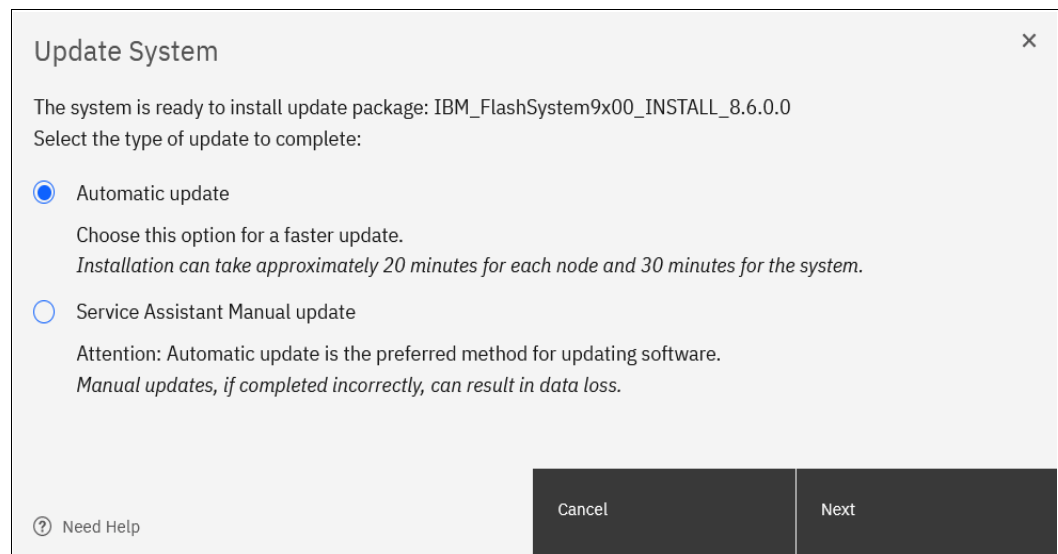 Update System
The system is ready to install update package: IBM_FlashSystem9x00_INSTALL_8.6.0.0
Select the type of update to complete:
Automatic update
Choose this option for a faster update.
Installation can take approximately 20 minutes for each node and 30 minutes for the system.
Service Assistant Manual update
Attention: Automatic update is the preferred method for updating software.
Manual updates, if completed incorrectly, can result in data loss.
Need Help
Cancel
Next